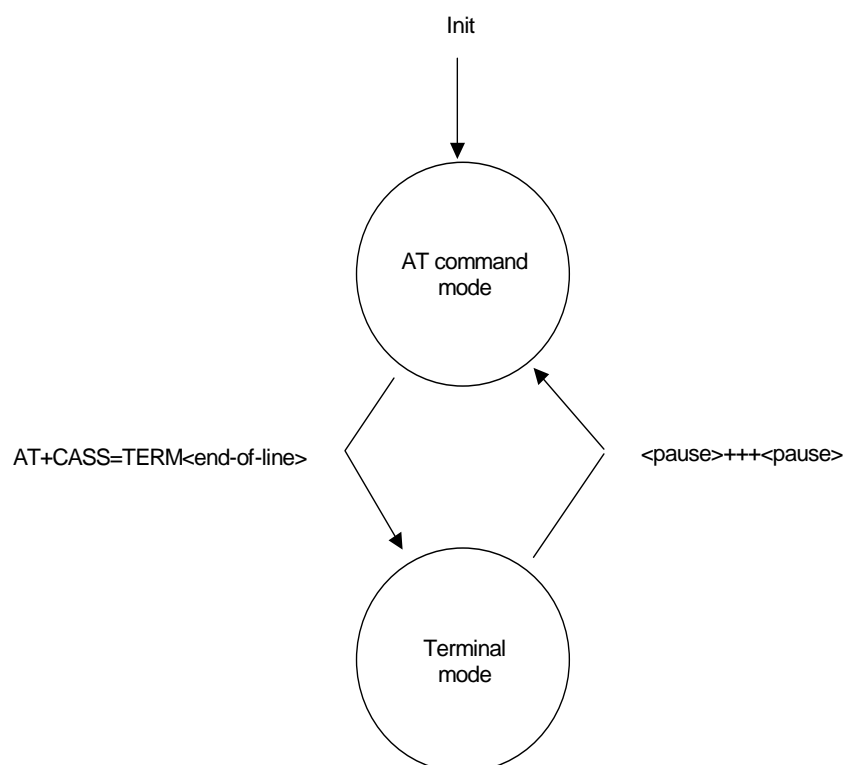 Init
AT command
mode
AT+CASS=TERM<end-of-line>
<pause>+++<pause>
Terminal
mode